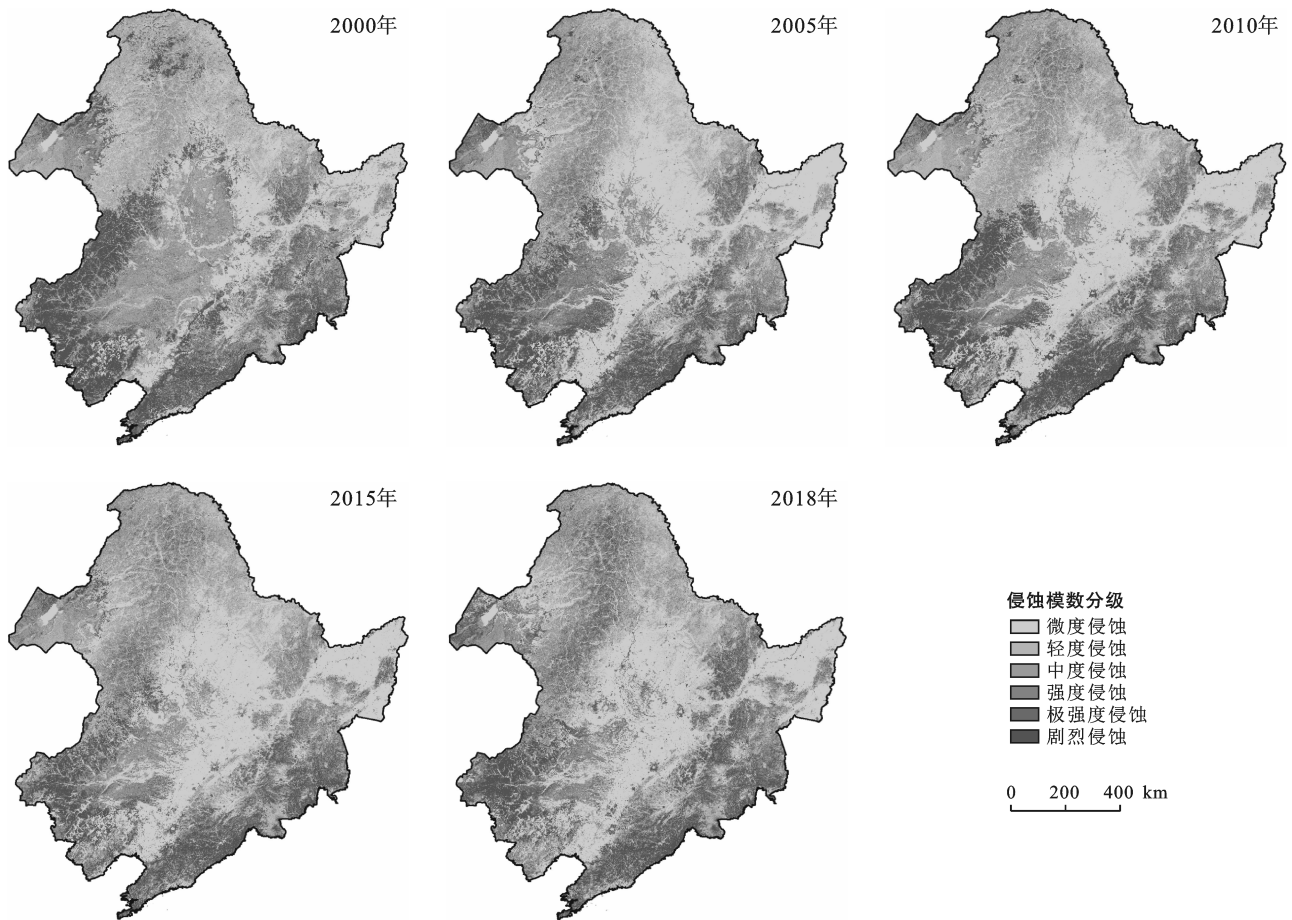 2000年
2005年
2010年
2015年
2018年
侵蚀模数分级
微度侵蚀
轻度侵蚀
中度侵蚀
强度侵蚀
极强度侵蚀
剧烈侵蚀
0 200 400 km